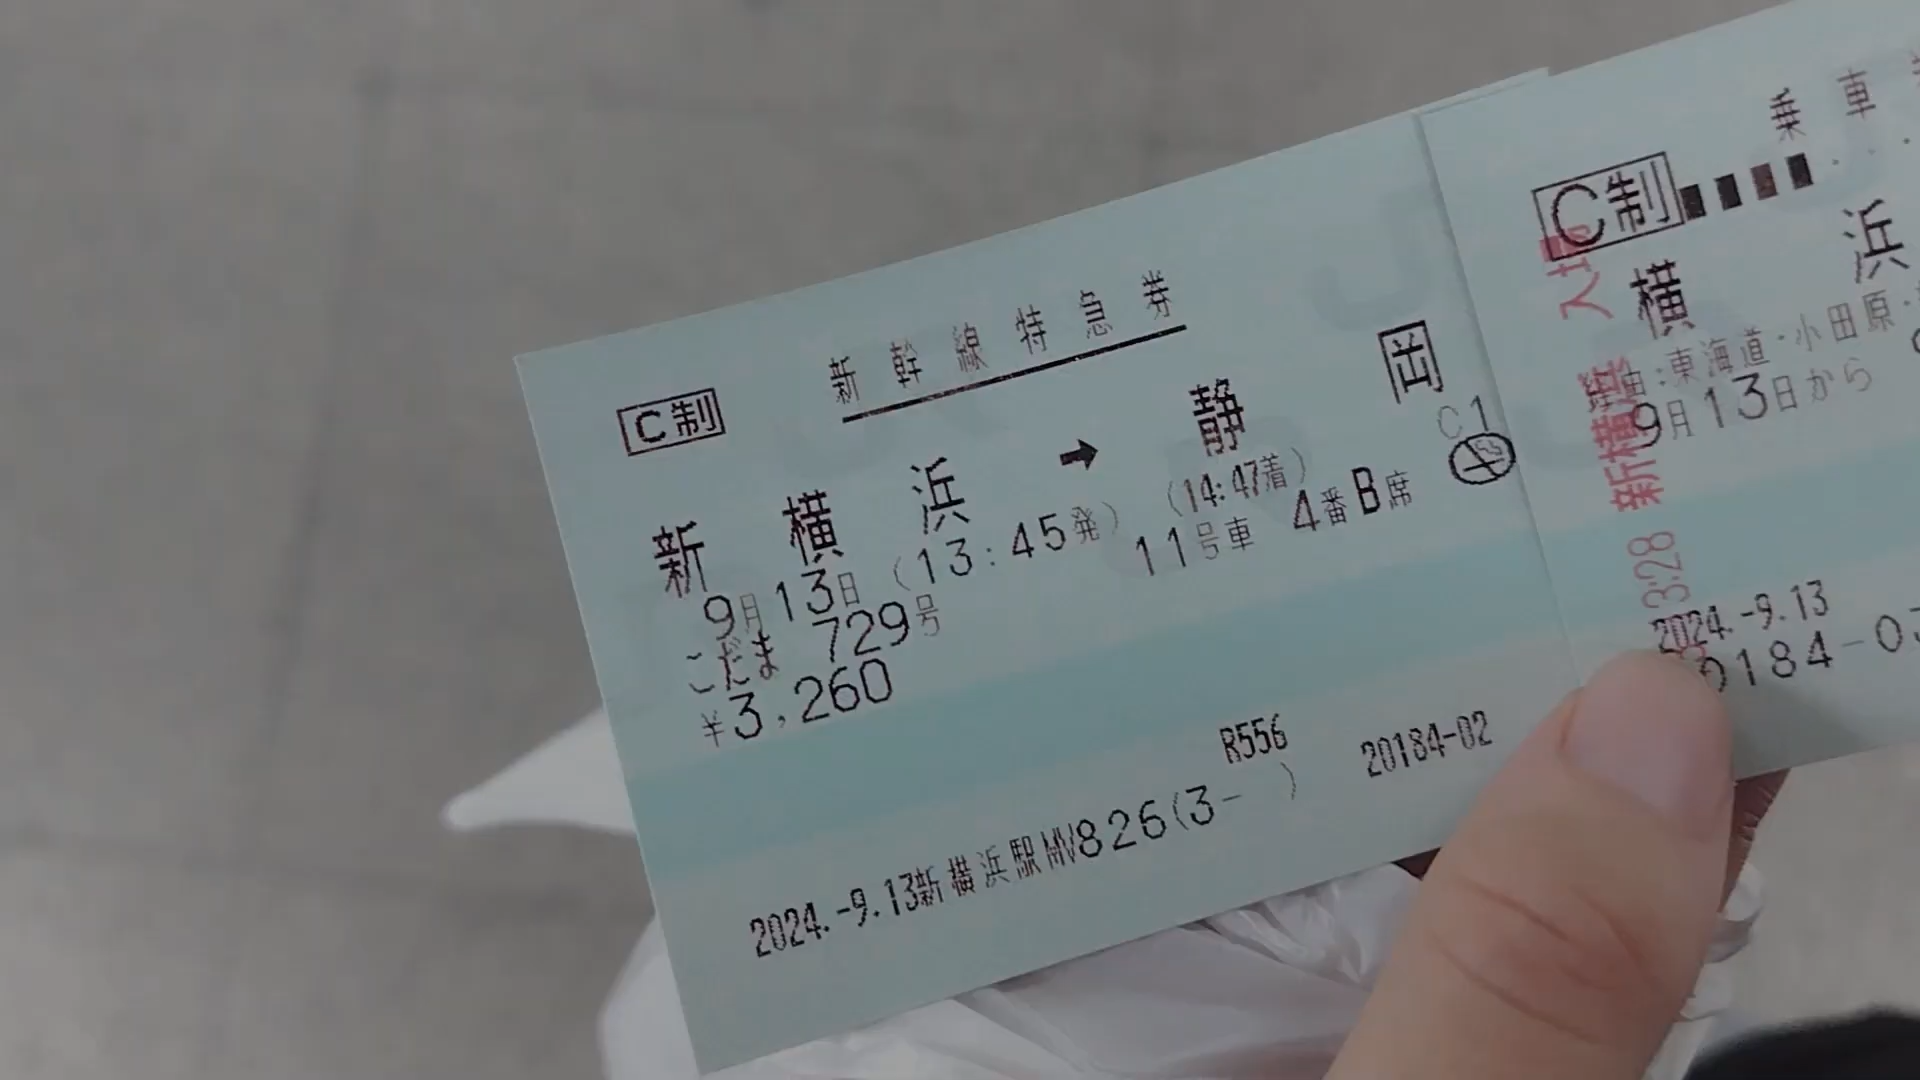 新幹線特急券
C制
新横浜 → 静岡
9月13日 (13:45発) (14:47着) C1
こだま 729号 11号車 4番B席
¥3,260
R556
2024.-9.13新横浜駅MV826(3- ) 20184-02
乗車
C制
横浜
:東海道・小田原・
9月13日から
2024.-9.13
0184-0
入場
新横浜
3:28